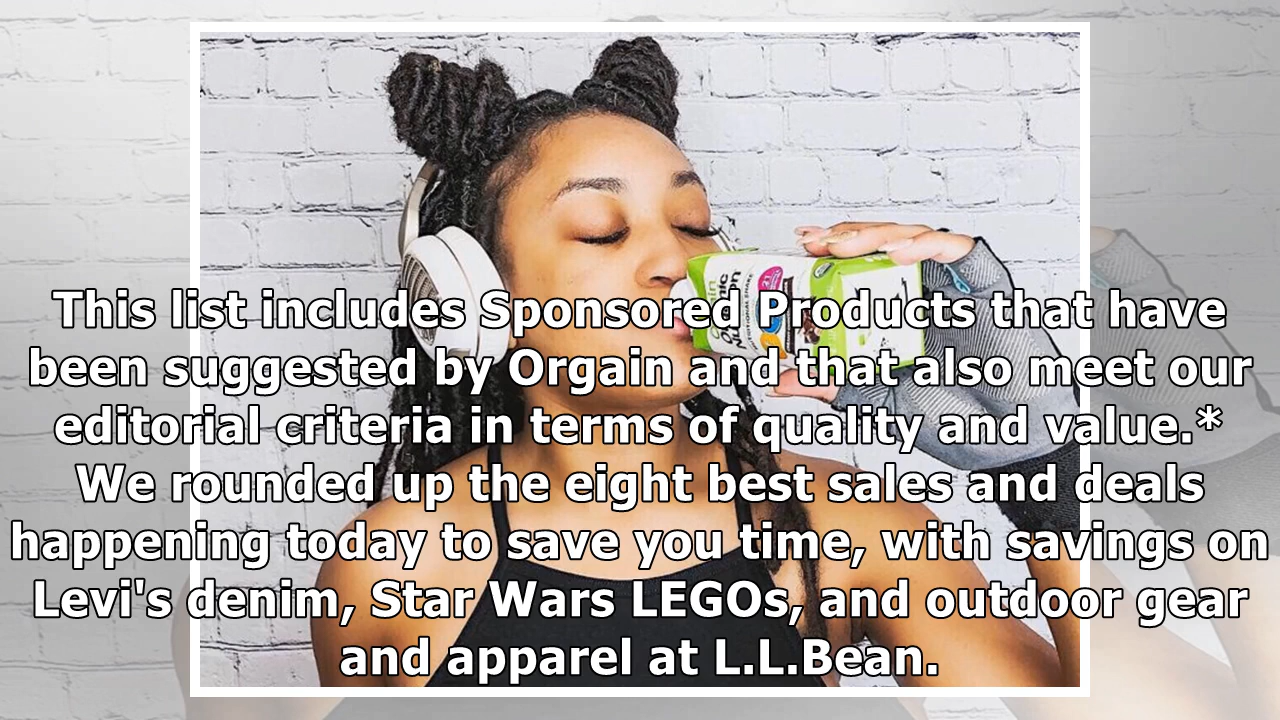 This list includes Sponsored Products that have
been suggested by Orgain and that also meet our
editorial criteria in terms of quality and value.*
We rounded up the eight best sales and deals
happening today to save you time, with savings on
Levi's denim, Star Wars LEGOs, and outdoor gear
and apparel at L.L.Bean.